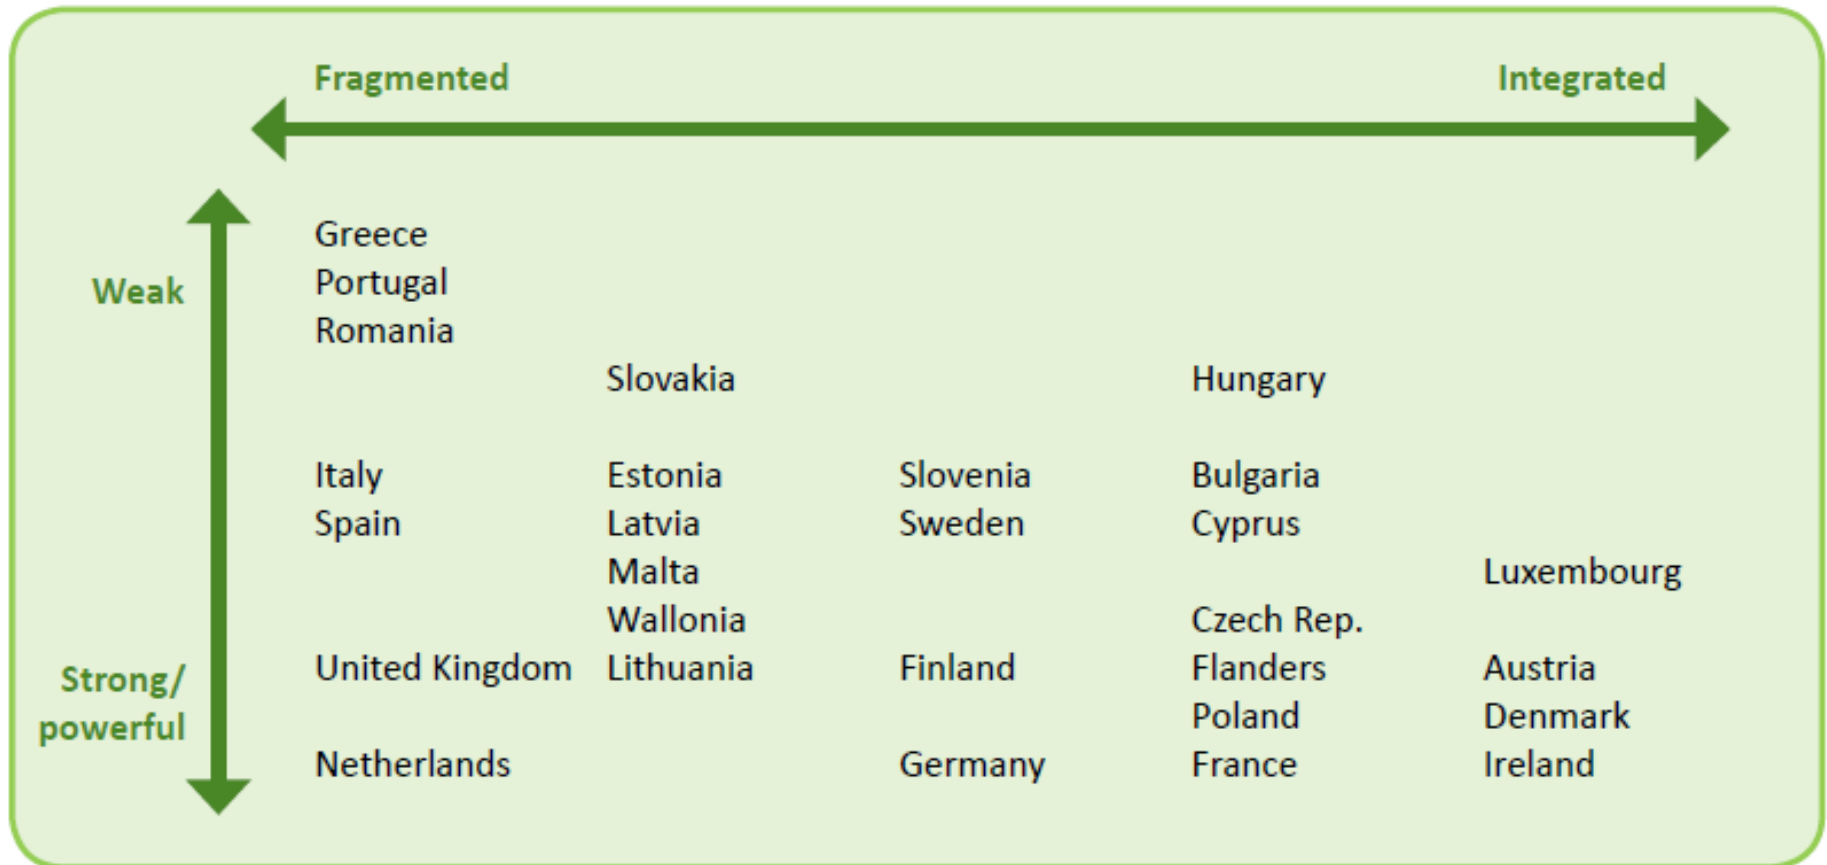 Fragmented Integrated
Greece
Weak Portugal
Romania
Slovakia Hungary
Italy Estonia Slovenia Bulgaria
Spain Latvia Sweden Cyprus
Malta Luxembourg
Wallonia Czech Rep.
Strong/ United Kingdom Lithuania Finland Flanders Austria
powerful Poland Denmark
Netherlands Germany France Ireland